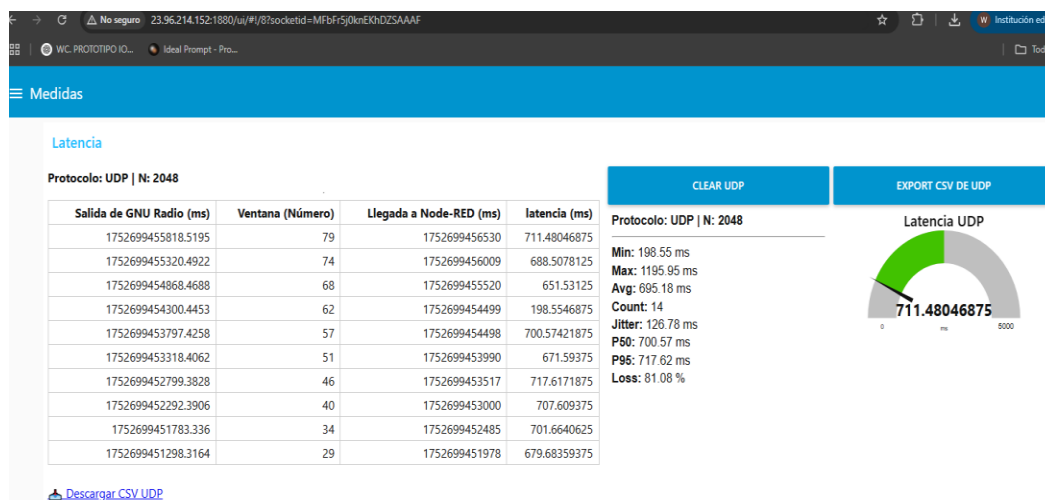 No seguro 23.96.214.152:1880/ui/#!/8?socketid=MFbFr5j0knEKhDZSAAAF W Institución ed
WC. PROTOTIPO IO... Ideal Prompt - Pro... Tod
Medidas
Latencia
Protocolo: UDP | N: 2048
CLEAR UDP EXPORT CSV DE UDP
Salida de GNU Radio (ms) Ventana (Número) Llegada a Node-RED (ms) latencia (ms)
1752699455818.5195 79 1752699456530 711.48046875
1752699455320.4922 74 1752699456009 688.5078125
1752699454868.4688 68 1752699455520 651.53125
1752699454300.4453 62 1752699454499 198.5546875
1752699453797.4258 57 1752699454498 700.57421875
1752699453318.4062 51 1752699453990 671.59375
1752699452799.3828 46 1752699453517 717.6171875
1752699452292.3906 40 1752699453000 707.609375
1752699451783.336 34 1752699452485 701.6640625
1752699451298.3164 29 1752699451978 679.68359375
Descargar CSV UDP
Protocolo: UDP | N: 2048
Min: 198.55 ms
Max: 1195.95 ms
Avg: 695.18 ms
Count: 14
Jitter: 126.78 ms
P50: 700.57 ms
P95: 717.62 ms
Loss: 81.08 %
Latencia UDP
711.48046875
0 ms 5000